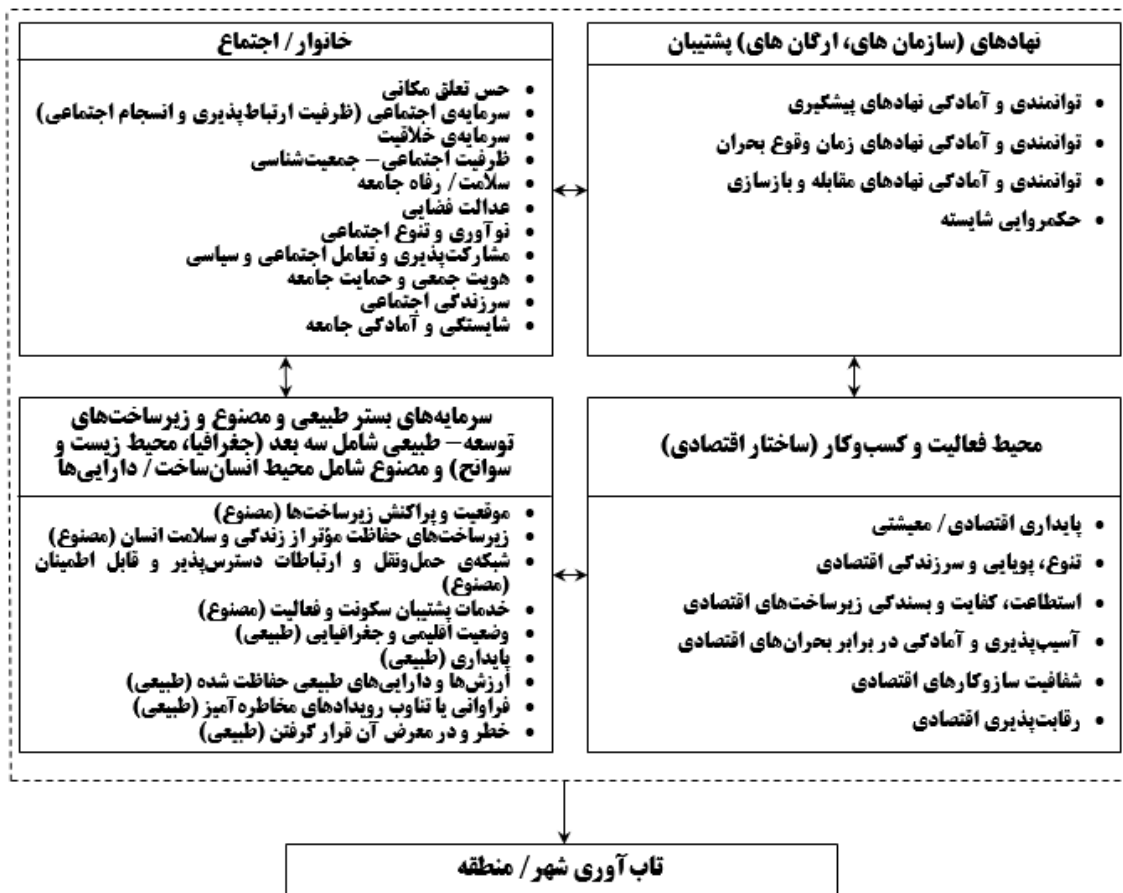 نهادهای (سازمان های، ارگان های) پشتیبان
توانمندی و آمادگی نهادهای پیشگیری
توانمندی و آمادگی نهادهای زمان وقوع بحران
توانمندی و آمادگی نهادهای مقابله و بازسازی
حکمروایی شایسته
خانوار / اجتماع
حس تعلق مکانی
سرمایه‌ی اجتماعی (ظرفیت ارتباط‌پذیری و انسجام اجتماعی)
سرمایه‌ی خلاقیت
ظرفیت اجتماعی – جمعیت‌شناسی
سلامت / رفاه جامعه
عدالت فضایی
نوآوری و تنوع اجتماعی
مشارکت‌پذیری و تعامل اجتماعی و سیاسی
هویت جمعی و حمایت جامعه
سرزندگی اجتماعی
شایستگی و آمادگی جامعه
محیط فعالیت و کسب‌وکار (ساختار اقتصادی)
پایداری اقتصادی / معیشتی
تنوع، پویایی و سرزندگی اقتصادی
استطاعت، کفایت و بسندگی زیرساخت‌های اقتصادی
آسیب‌پذیری و آمادگی در برابر بحران‌های اقتصادی
شفافیت سازوکارهای اقتصادی
رقابت‌پذیری اقتصادی
سرمایه‌های بستر طبیعی و مصنوع و زیرساخت‌های
توسعه – طبیعی شامل سه بعد (جغرافیا، محیط زیست و
سوانح) و مصنوع شامل محیط انسان‌ساخت / دارایی‌ها
موقعیت و پراکنش زیرساخت‌ها (مصنوع)
زیرساخت‌های حفاظت مؤثر از زندگی و سلامت انسان (مصنوع)
شبکه‌ی حمل‌ونقل و ارتباطات دسترس‌پذیر و قابل اطمینان
(مصنوع)
خدمات پشتیبان سکونت و فعالیت (مصنوع)
وضعیت اقلیمی و جغرافیایی (طبیعی)
پایداری (طبیعی)
ارزش‌ها و دارایی‌های طبیعی حفاظت شده (طبیعی)
فراوانی یا تناوب رویدادهای مخاطره آمیز (طبیعی)
خطر و در معرض آن قرار گرفتن (طبیعی)
تاب آوری شهر / منطقه